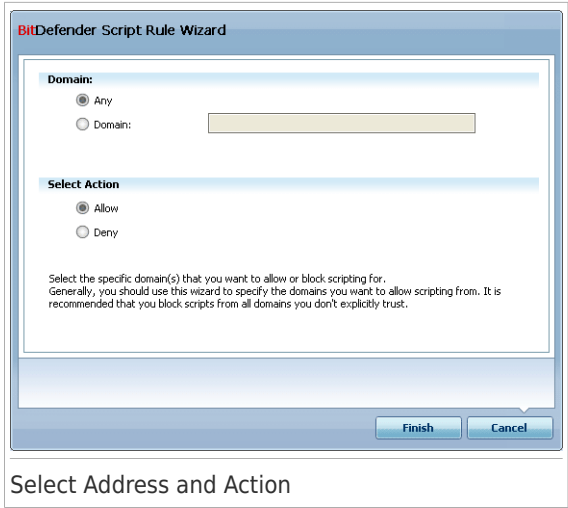 BitDefender Script Rule Wizard
Domain:
Any
Domain:
Select Action
Allow
Deny
Select the specific domain(s) that you want to allow or block scripting for.
Generally, you should use this wizard to specify the domains you want to allow scripting from. It is
recommended that you block scripts from all domains you don't explicitly trust.
Finish
Cancel
Select Address and Action